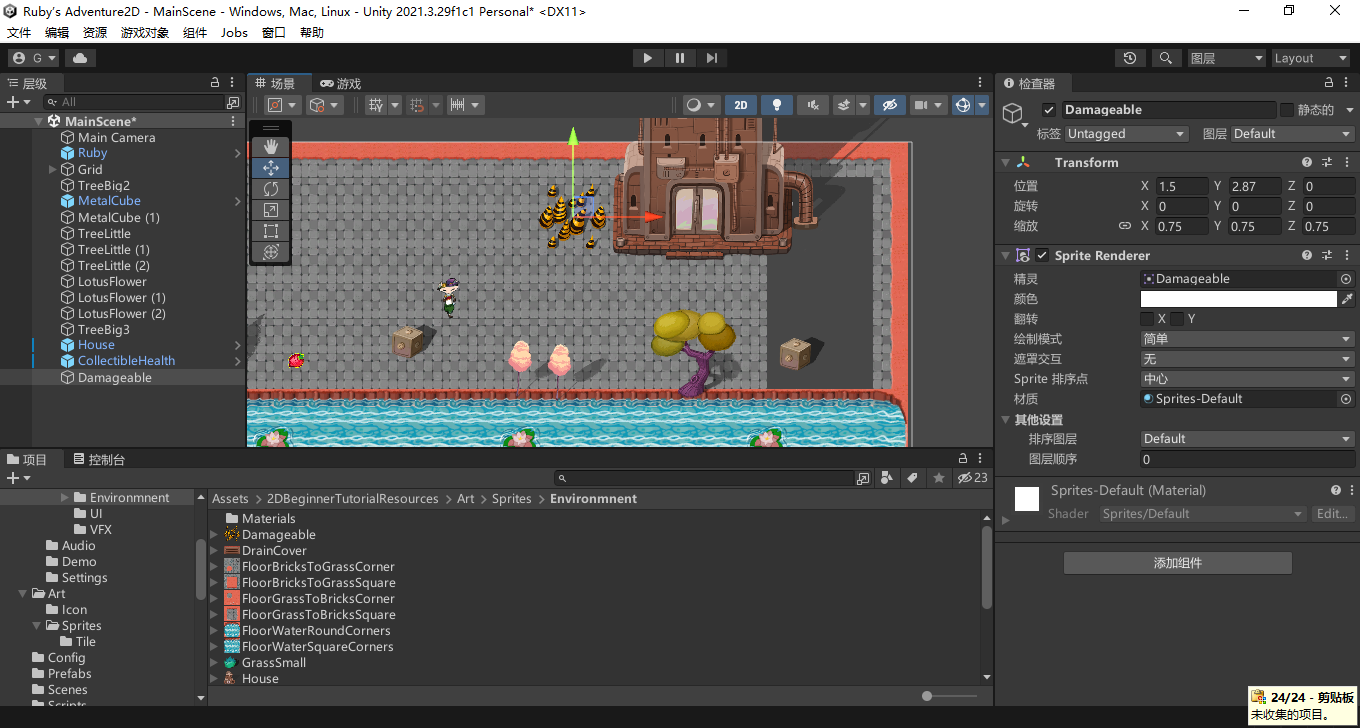 Ruby's Adventure2D - MainScene - Windows, Mac, Linux - Unity 2021.3.29f1c1 Personal* <DX11>
文件 编辑 资源 游戏对象 组件 Jobs 窗口 帮助
G 图层 Layout
层级
All
MainScene*
Main Camera
Ruby
Grid
TreeBig2
MetalCube
MetalCube (1)
TreeLittle
TreeLittle (1)
TreeLittle (2)
LotusFlower
LotusFlower (1)
LotusFlower (2)
TreeBig3
House
CollectibleHealth
Damageable
场景 游戏
2D
检查器
Damageable 静态的
标签 Untagged 图层 Default
Transform
位置 X 1.5 Y 2.87 Z 0
旋转 X 0 Y 0 Z 0
缩放 X 0.75 Y 0.75 Z 0.75
Sprite Renderer
精灵 Damageable
颜色
翻转 X Y
绘制模式 简单
遮罩交互 无
Sprite 排序点 中心
材质 Sprites-Default
其他设置
排序图层 Default
图层顺序 0
Sprites-Default (Material)
Shader Sprites/Default Edit...
添加组件
项目 控制台
23
Environmnent
UI
VFX
Audio
Demo
Settings
Art
Icon
Sprites
Tile
Config
Prefabs
Scenes
Scripts
Assets > 2DBeginnerTutorialResources > Art > Sprites > Environmnent
Materials
Damageable
DrainCover
FloorBricksToGrassCorner
FloorBricksToGrassSquare
FloorGrassToBricksCorner
FloorGrassToBricksSquare
FloorWaterRoundCorners
FloorWaterSquareCorners
GrassSmall
House
24/24 - 剪贴板
未收集的项目。